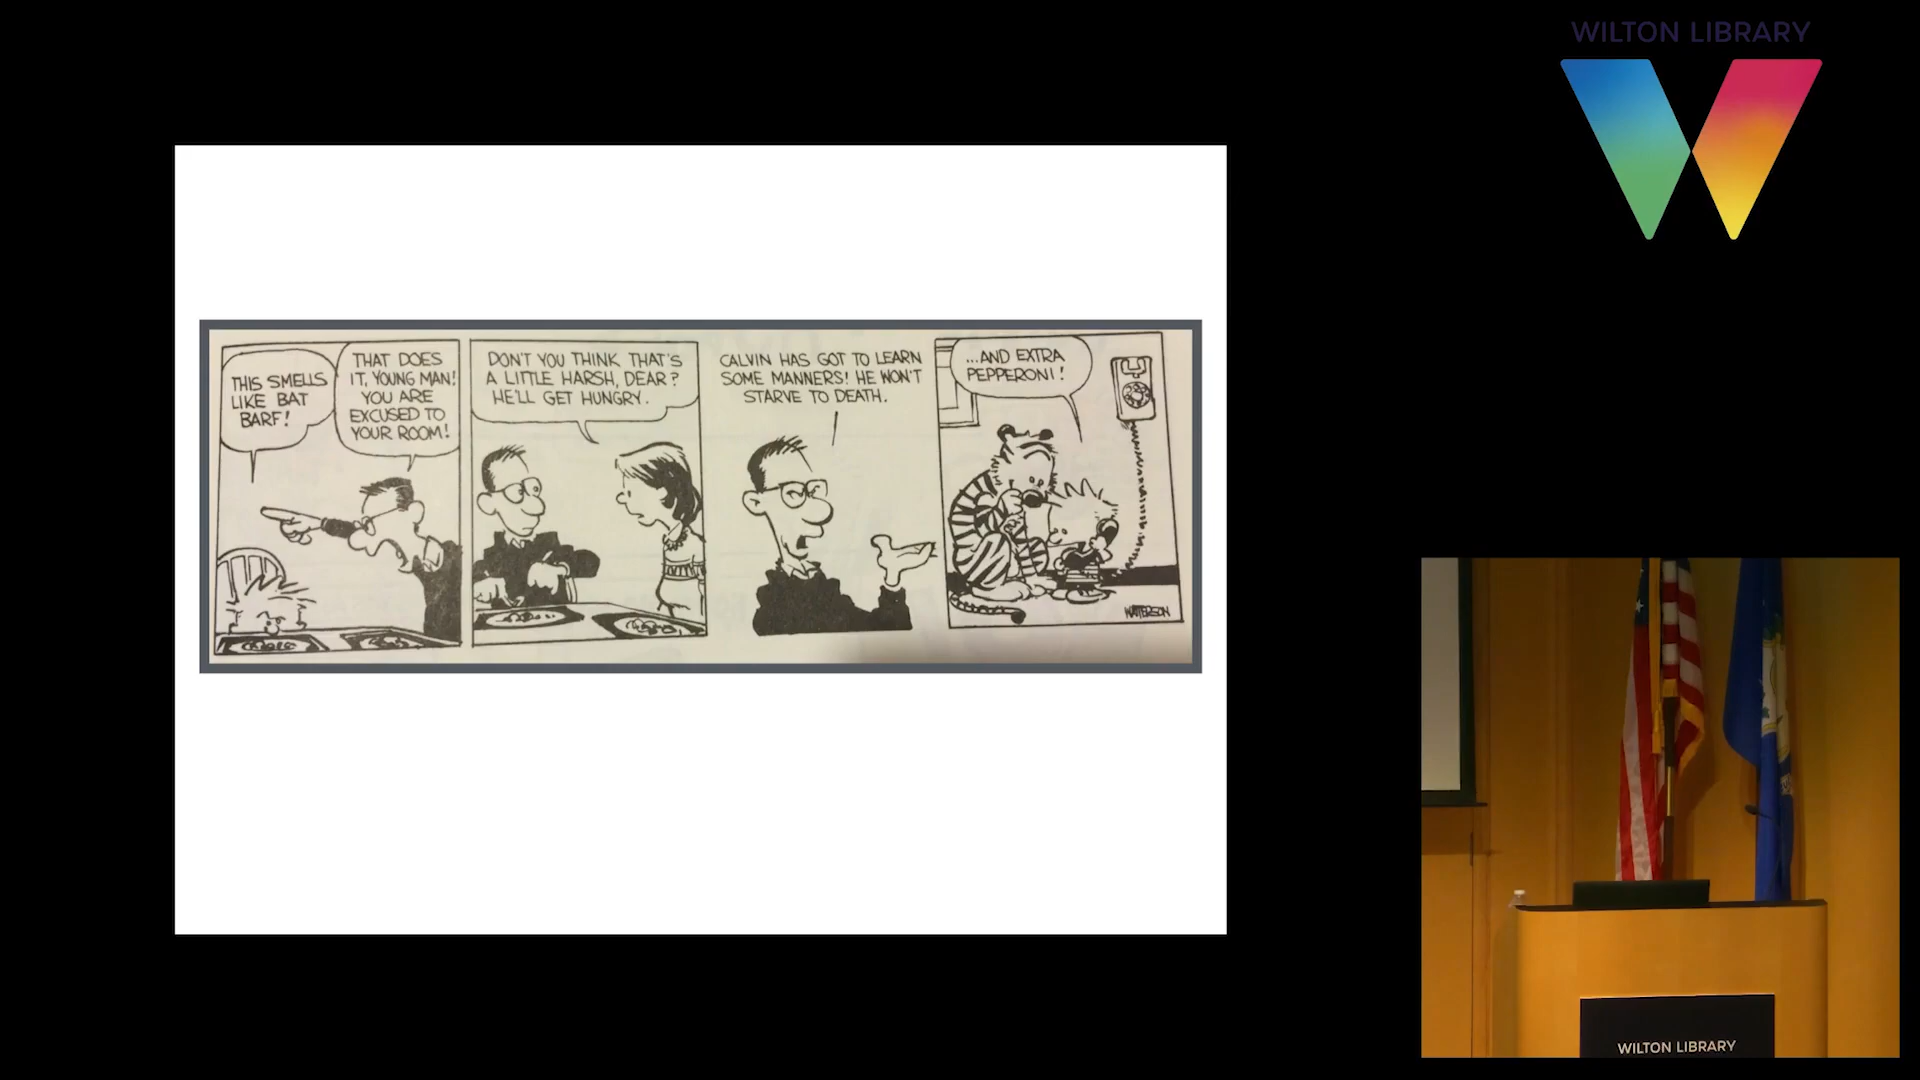 WILTON LIBRARY
THIS SMELLS
LIKE BAT
BARF!
THAT DOES
IT, YOUNG MAN!
YOU ARE
EXCUSED TO
YOUR ROOM!
DON'T YOU THINK THAT'S
A LITTLE HARSH, DEAR?
HE'LL GET HUNGRY.
CALVIN HAS GOT TO LEARN
SOME MANNERS! HE WON'T
STARVE TO DEATH.
...AND EXTRA
PEPPERONI!
WATTERSON
WILTON LIBRARY